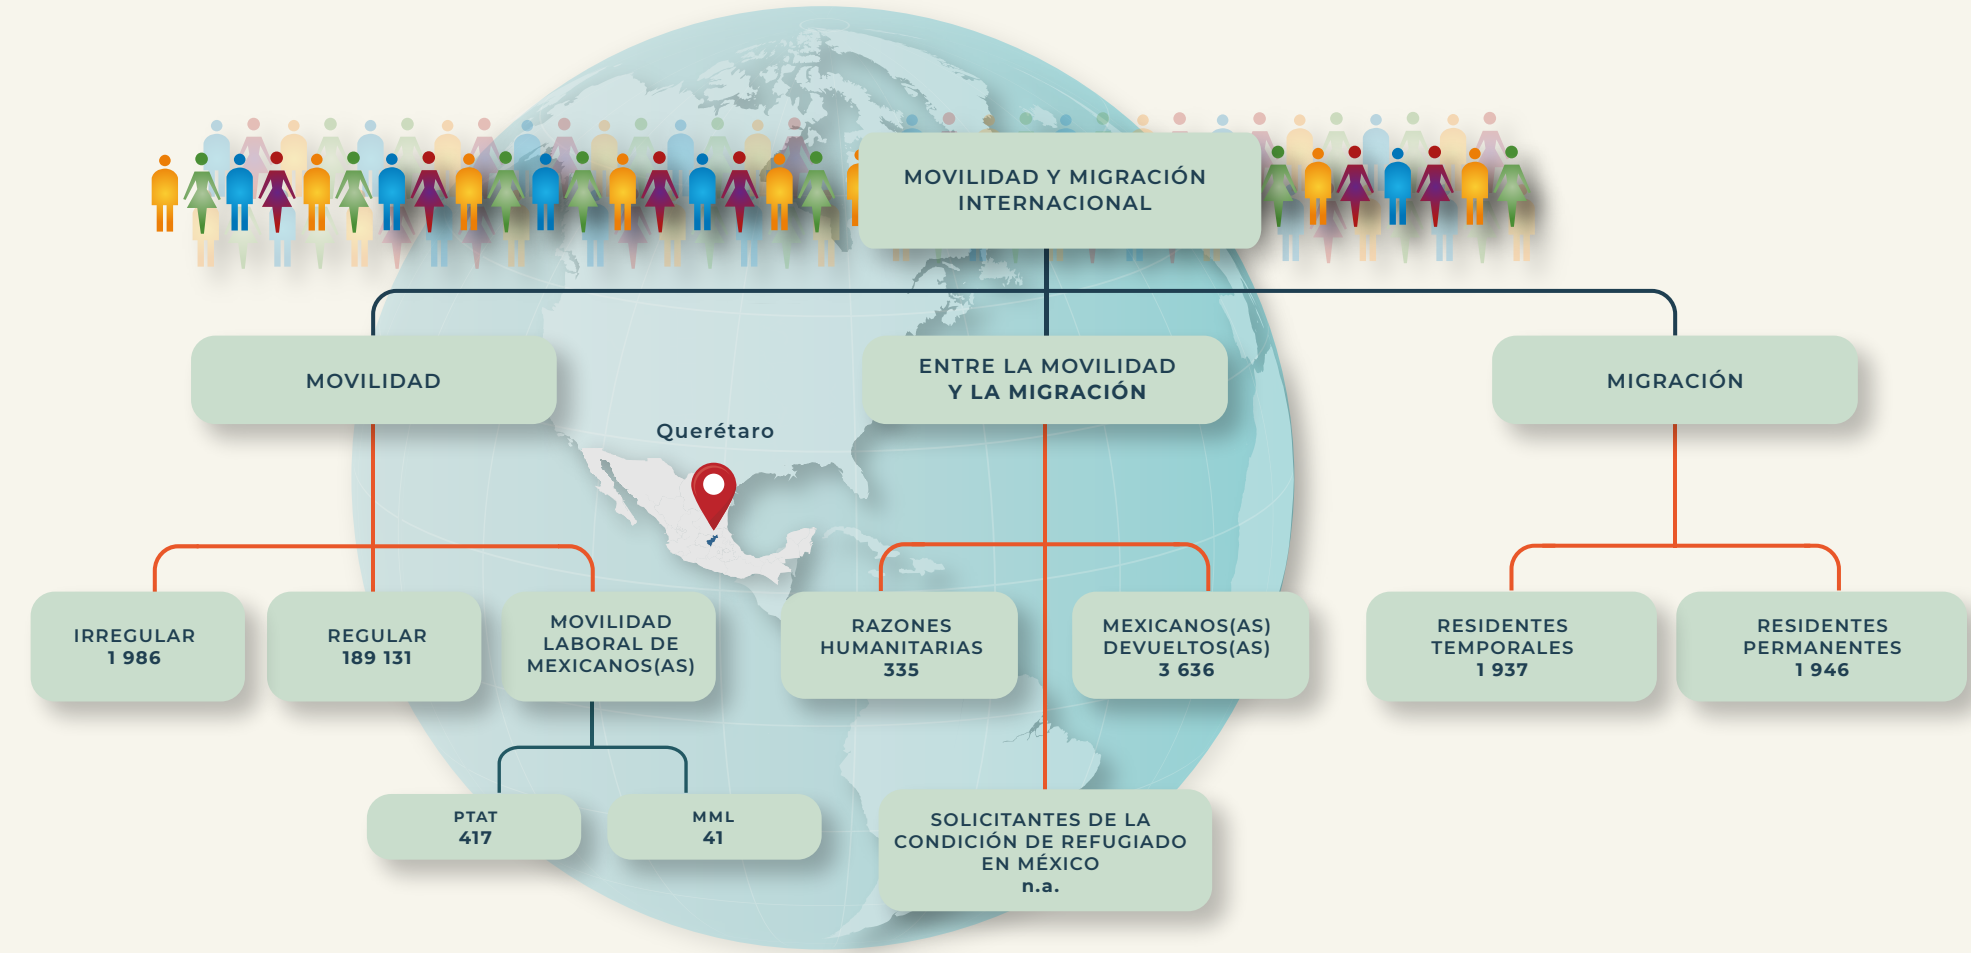 MOVILIDAD Y MIGRACIÓN
INTERNACIONAL
MOVILIDAD
ENTRE LA MOVILIDAD
Y LA MIGRACIÓN
MIGRACIÓN
Querétaro
IRREGULAR
1 986
REGULAR
189 131
MOVILIDAD
LABORAL DE
MEXICANOS(AS)
RAZONES
HUMANITARIAS
335
MEXICANOS(AS)
DEVUELTOS(AS)
3 636
RESIDENTES
TEMPORALES
1 937
RESIDENTES
PERMANENTES
1 946
PTAT
417
MML
41
SOLICITANTES DE LA
CONDICIÓN DE REFUGIADO
EN MÉXICO
n.a.